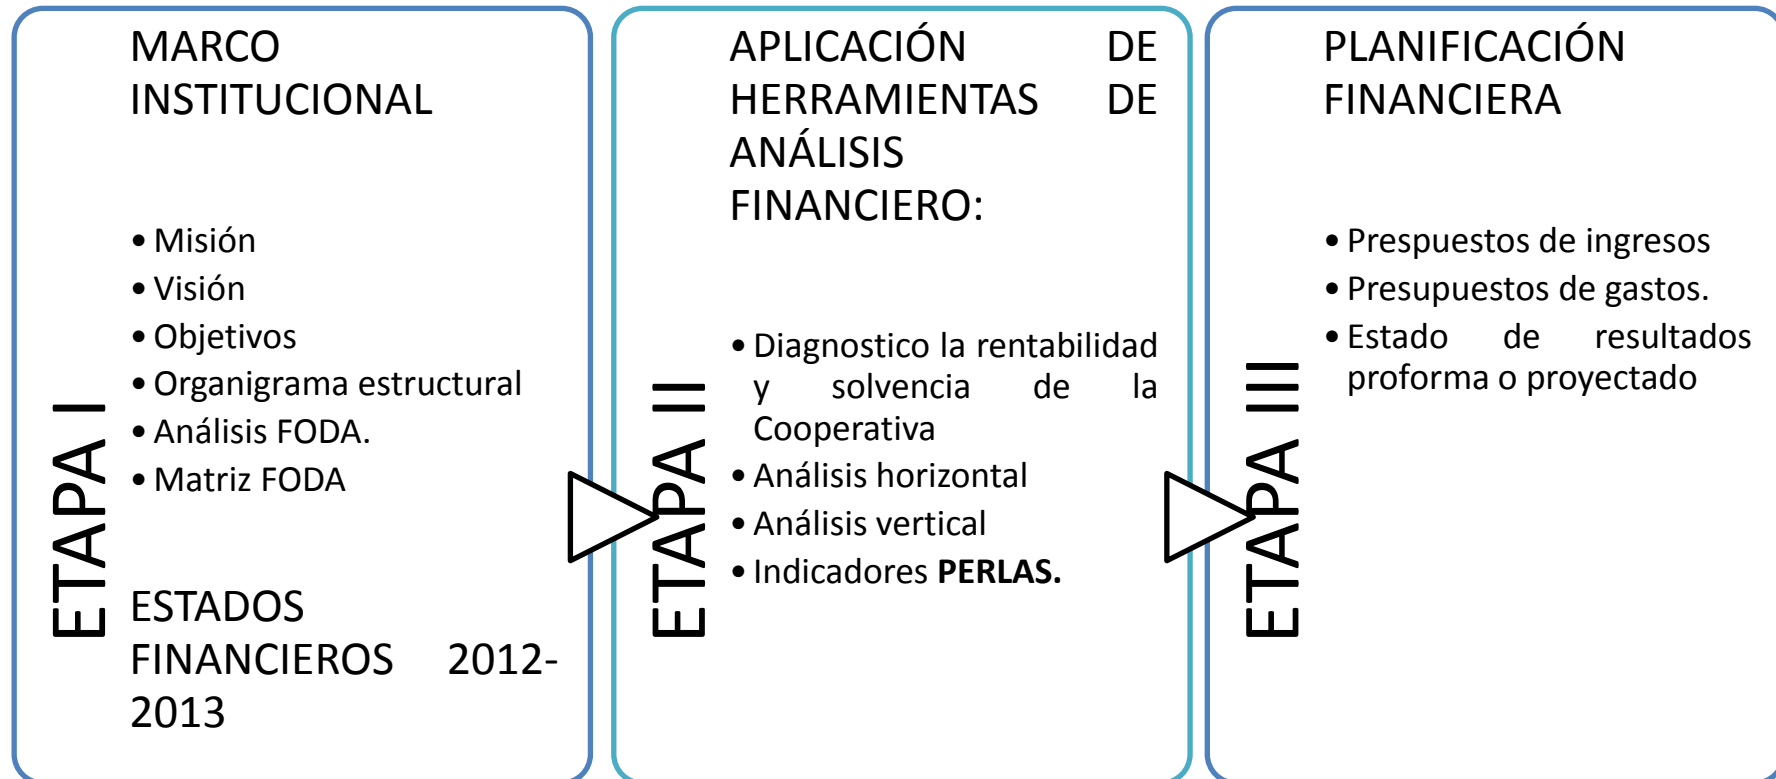 ETAPA I
MARCO
INSTITUCIONAL
• Misión
• Visión
• Objetivos
• Organigrama estructural
• Análisis FODA.
• Matriz FODA
ESTADOS
FINANCIEROS 2012-
2013
ETAPA II
APLICACIÓN DE
HERRAMIENTAS DE
ANÁLISIS
FINANCIERO:
• Diagnostico la rentabilidad
y solvencia de la
Cooperativa
• Análisis horizontal
• Análisis vertical
• Indicadores PERLAS.
ETAPA III
PLANIFICACIÓN
FINANCIERA
• Prespuestos de ingresos
• Presupuestos de gastos.
• Estado de resultados
proforma o proyectado